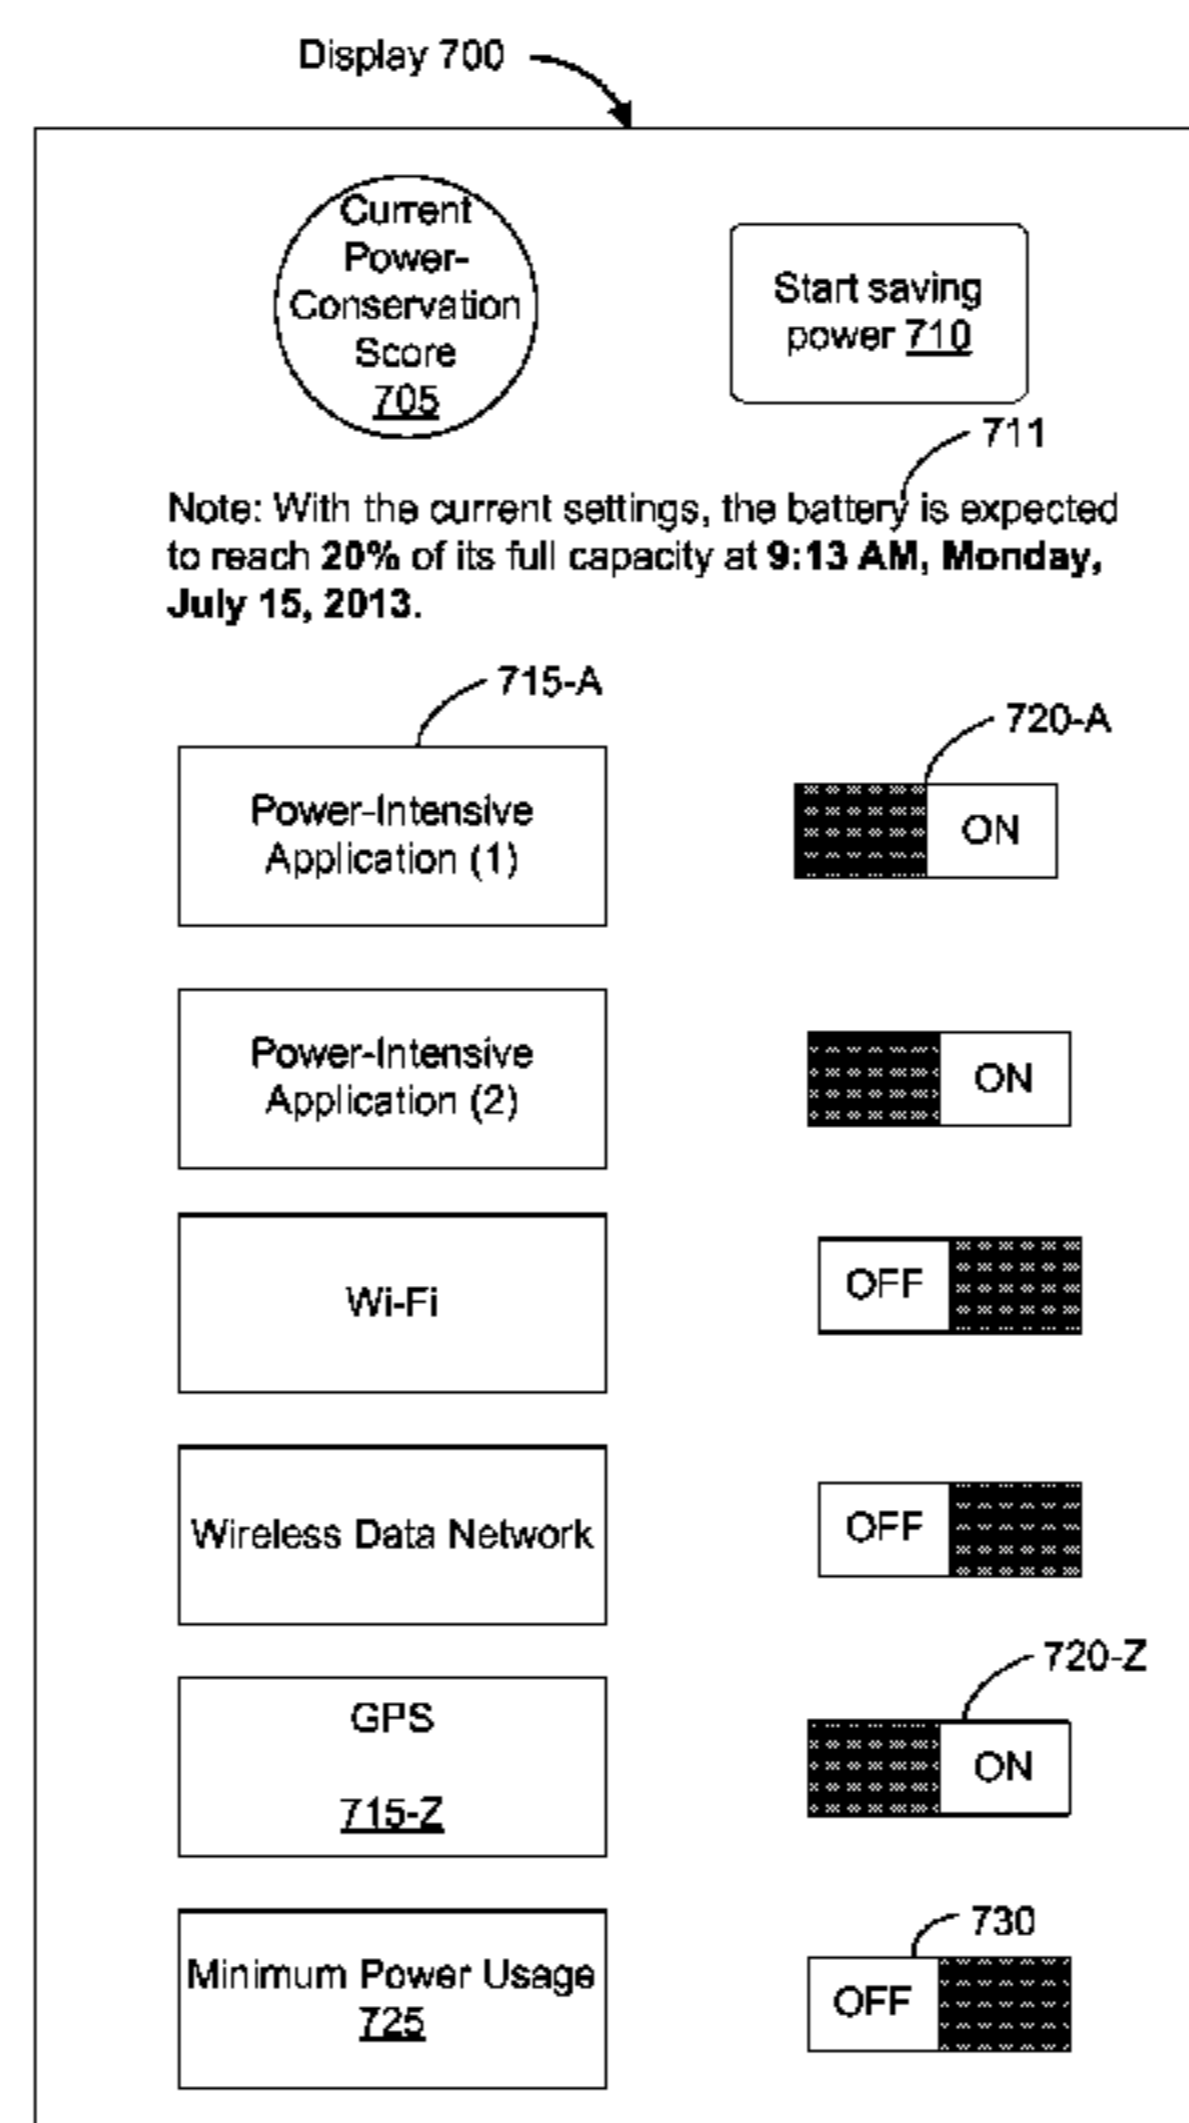 Display 700
Current
Power-
Conservation
Score
705
Start saving
power 710
711
Note: With the current settings, the battery is expected
to reach 20% of its full capacity at 9:13 AM, Monday,
July 15, 2013.
715-A
720-A
Power-Intensive
Application (1)
ON
Power-Intensive
Application (2)
ON
Wi-Fi
OFF
Wireless Data Network
OFF
720-Z
GPS
715-Z
ON
730
Minimum Power Usage
725
OFF